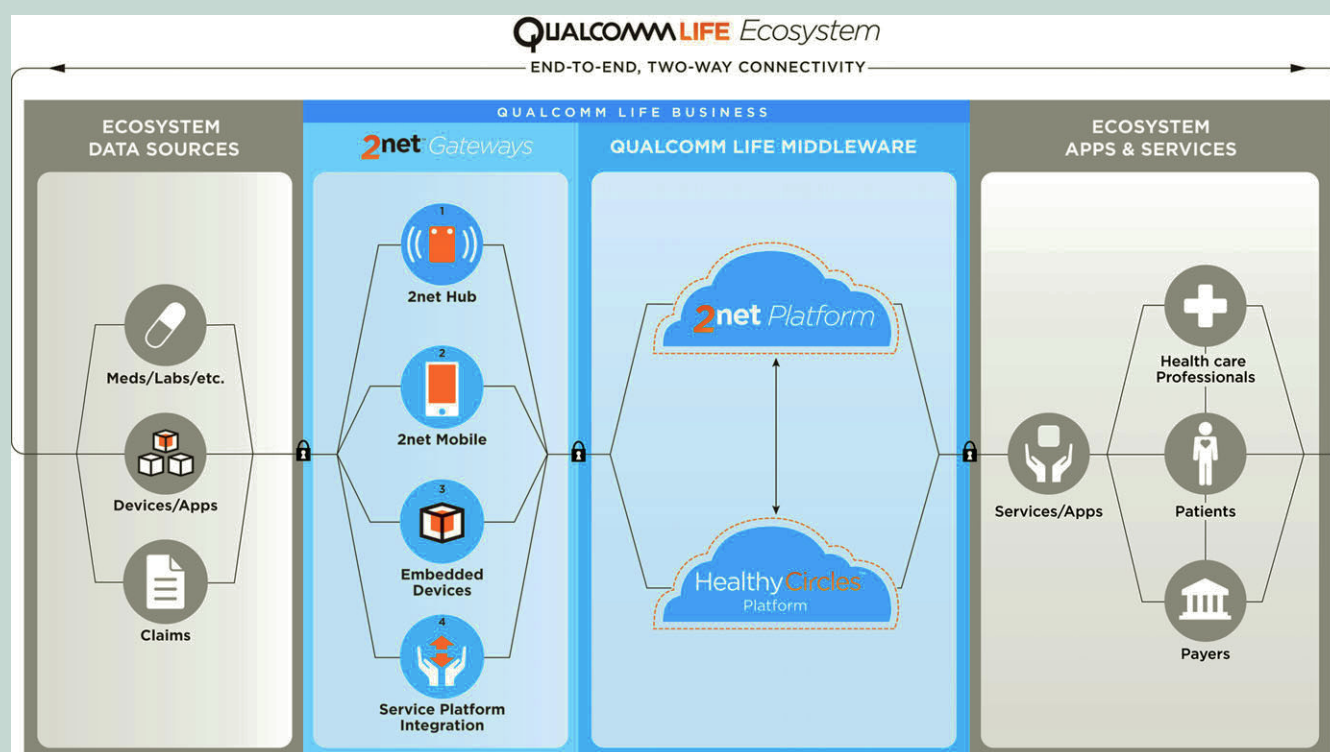 QUALCOMM LIFE Ecosystem
END-TO-END, TWO-WAY CONNECTIVITY
QUALCOMM LIFE BUSINESS
ECOSYSTEM
DATA SOURCES
Meds/Labs/etc.
Devices/Apps
Claims
2net™ Gateways
1
2net Hub
2
2net Mobile
3
Embedded
Devices
4
Service Platform
Integration
QUALCOMM LIFE MIDDLEWARE
2net Platform
HealthyCircles™
Platform
ECOSYSTEM
APPS & SERVICES
Services/Apps
Health care
Professionals
Patients
Payers